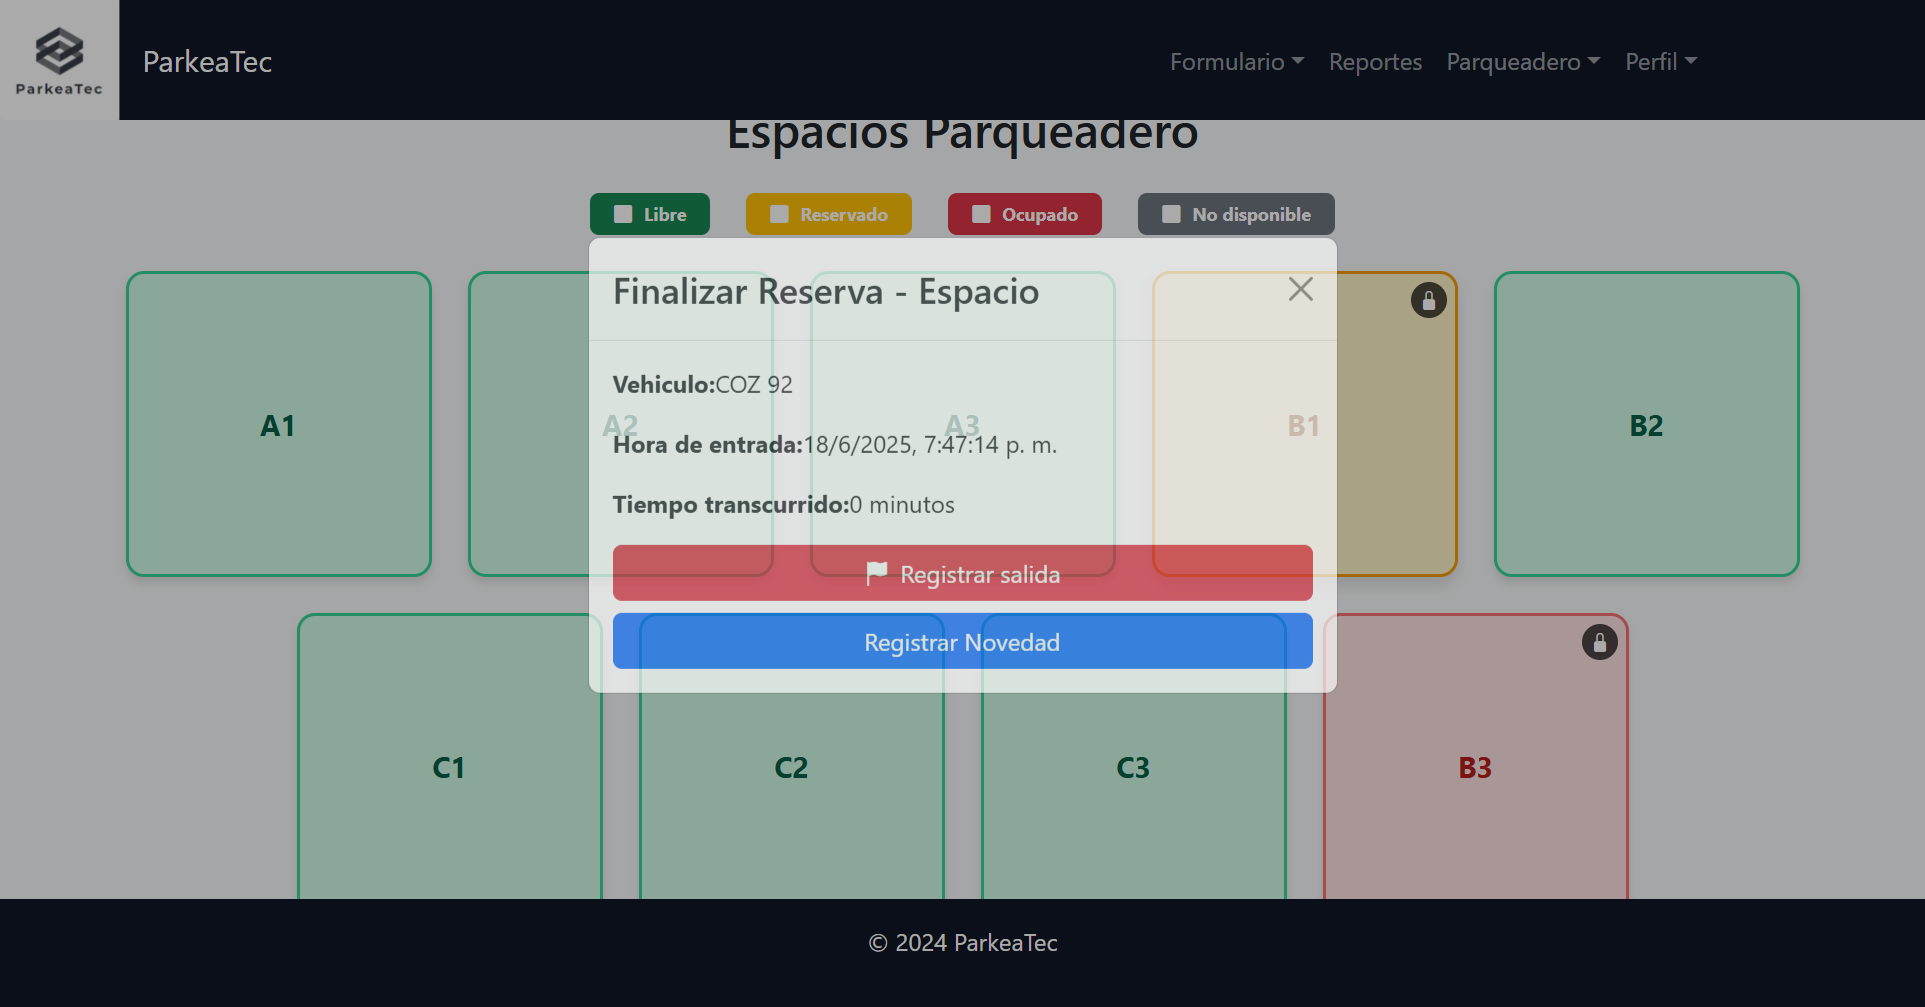 ParkeaTec
ParkeaTec
Formulario
Reportes
Parqueadero
Perfil
Espacios Parqueadero
Libre
Reservado
Ocupado
No disponible
Finalizar Reserva - Espacio
Vehiculo:COZ 92
Hora de entrada:18/6/2025, 7:47:14 p. m.
Tiempo transcurrido:0 minutos
Registrar salida
Registrar Novedad
A1
A2
A3
B1
B2
C1
C2
C3
B3
© 2024 ParkeaTec